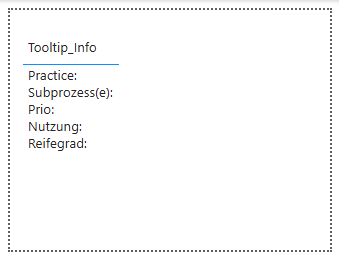 Tooltip_Info
Practice:
Subprozess(e):
Prio:
Nutzung:
Reifegrad: